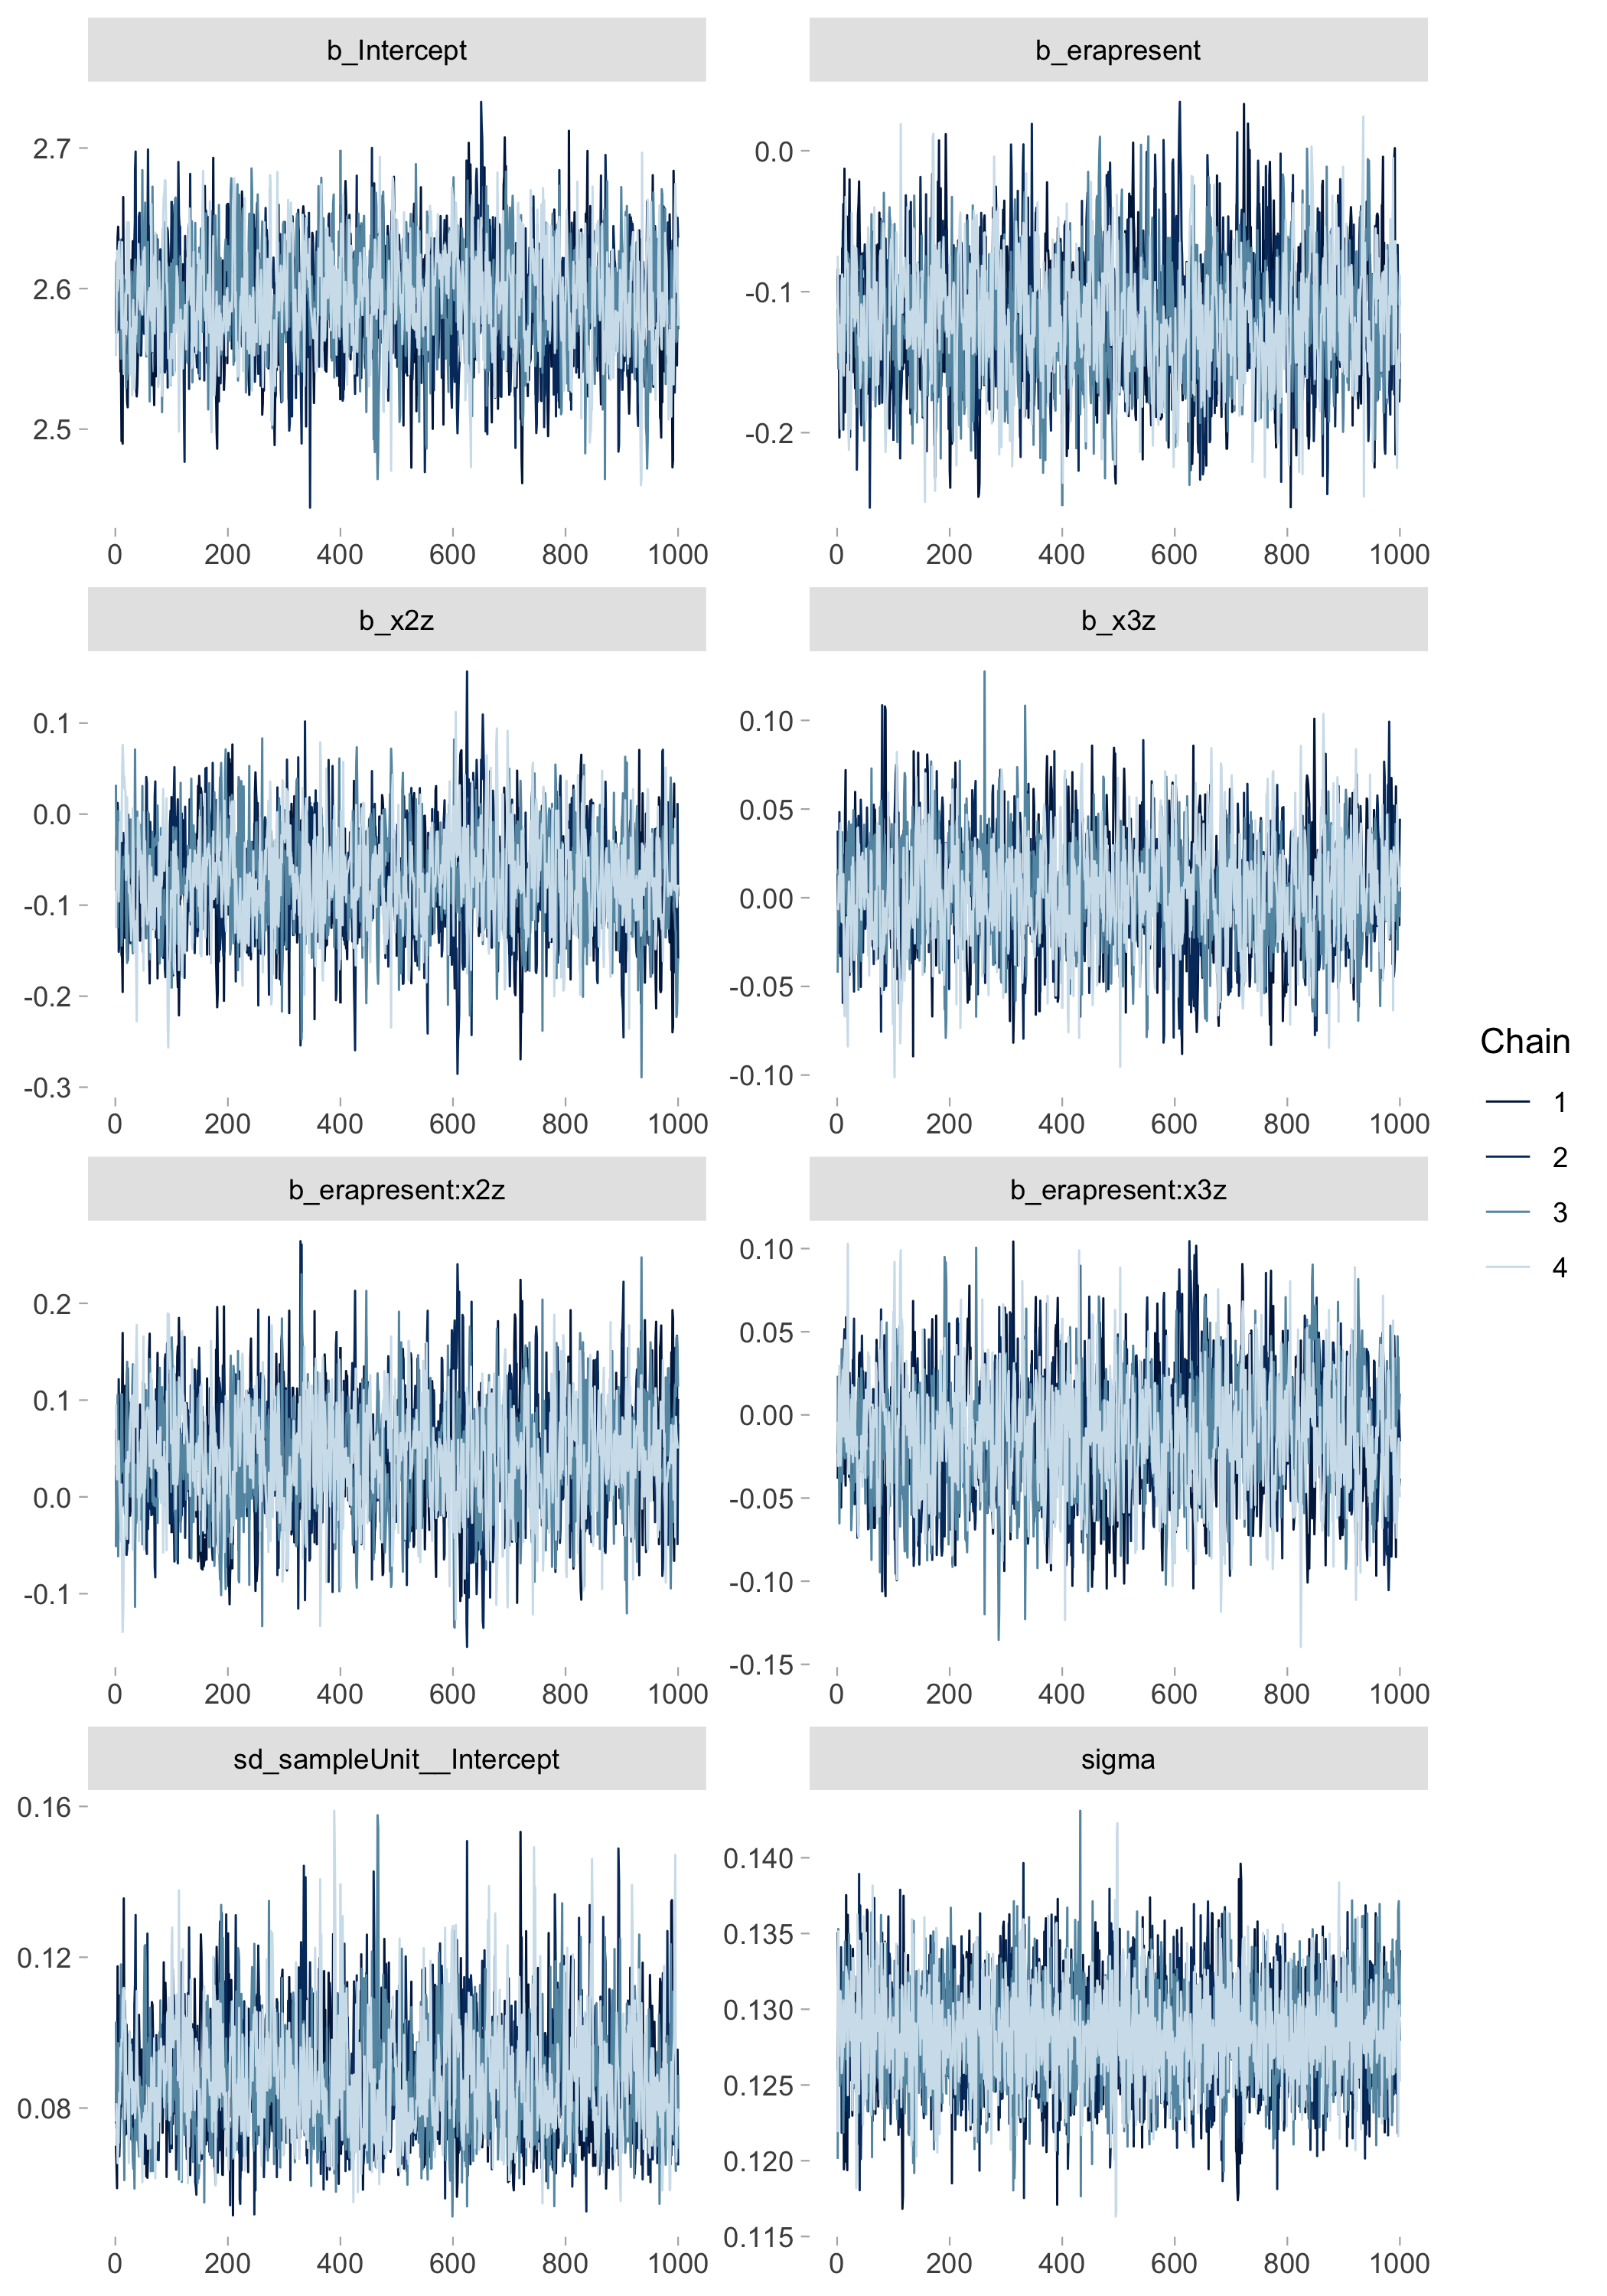 b_Intercept
b_erapresent
2.7
2.6
2.5
0.0
-0.1
-0.2
0 200 400 600 800 1000
0 200 400 600 800 1000
b_x2z
b_x3z
0.1
0.0
-0.1
-0.2
-0.3
0.10
0.05
0.00
-0.05
-0.10
0 200 400 600 800 1000
0 200 400 600 800 1000
b_erapresent:x2z
b_erapresent:x3z
0.2
0.1
0.0
-0.1
0.10
0.05
0.00
-0.05
-0.10
-0.15
0 200 400 600 800 1000
0 200 400 600 800 1000
sd_sampleUnit__Intercept
sigma
0.16
0.12
0.08
0.140
0.135
0.130
0.125
0.120
0.115
0 200 400 600 800 1000
0 200 400 600 800 1000
Chain
1
2
3
4